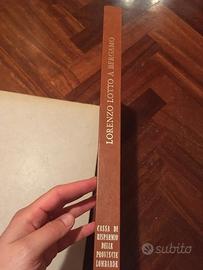 LORENZO LOTTO A BERGAMO
CASSA DI
RISPARMIO
DELLE
PROVINCIE
LOMBARDE
subito